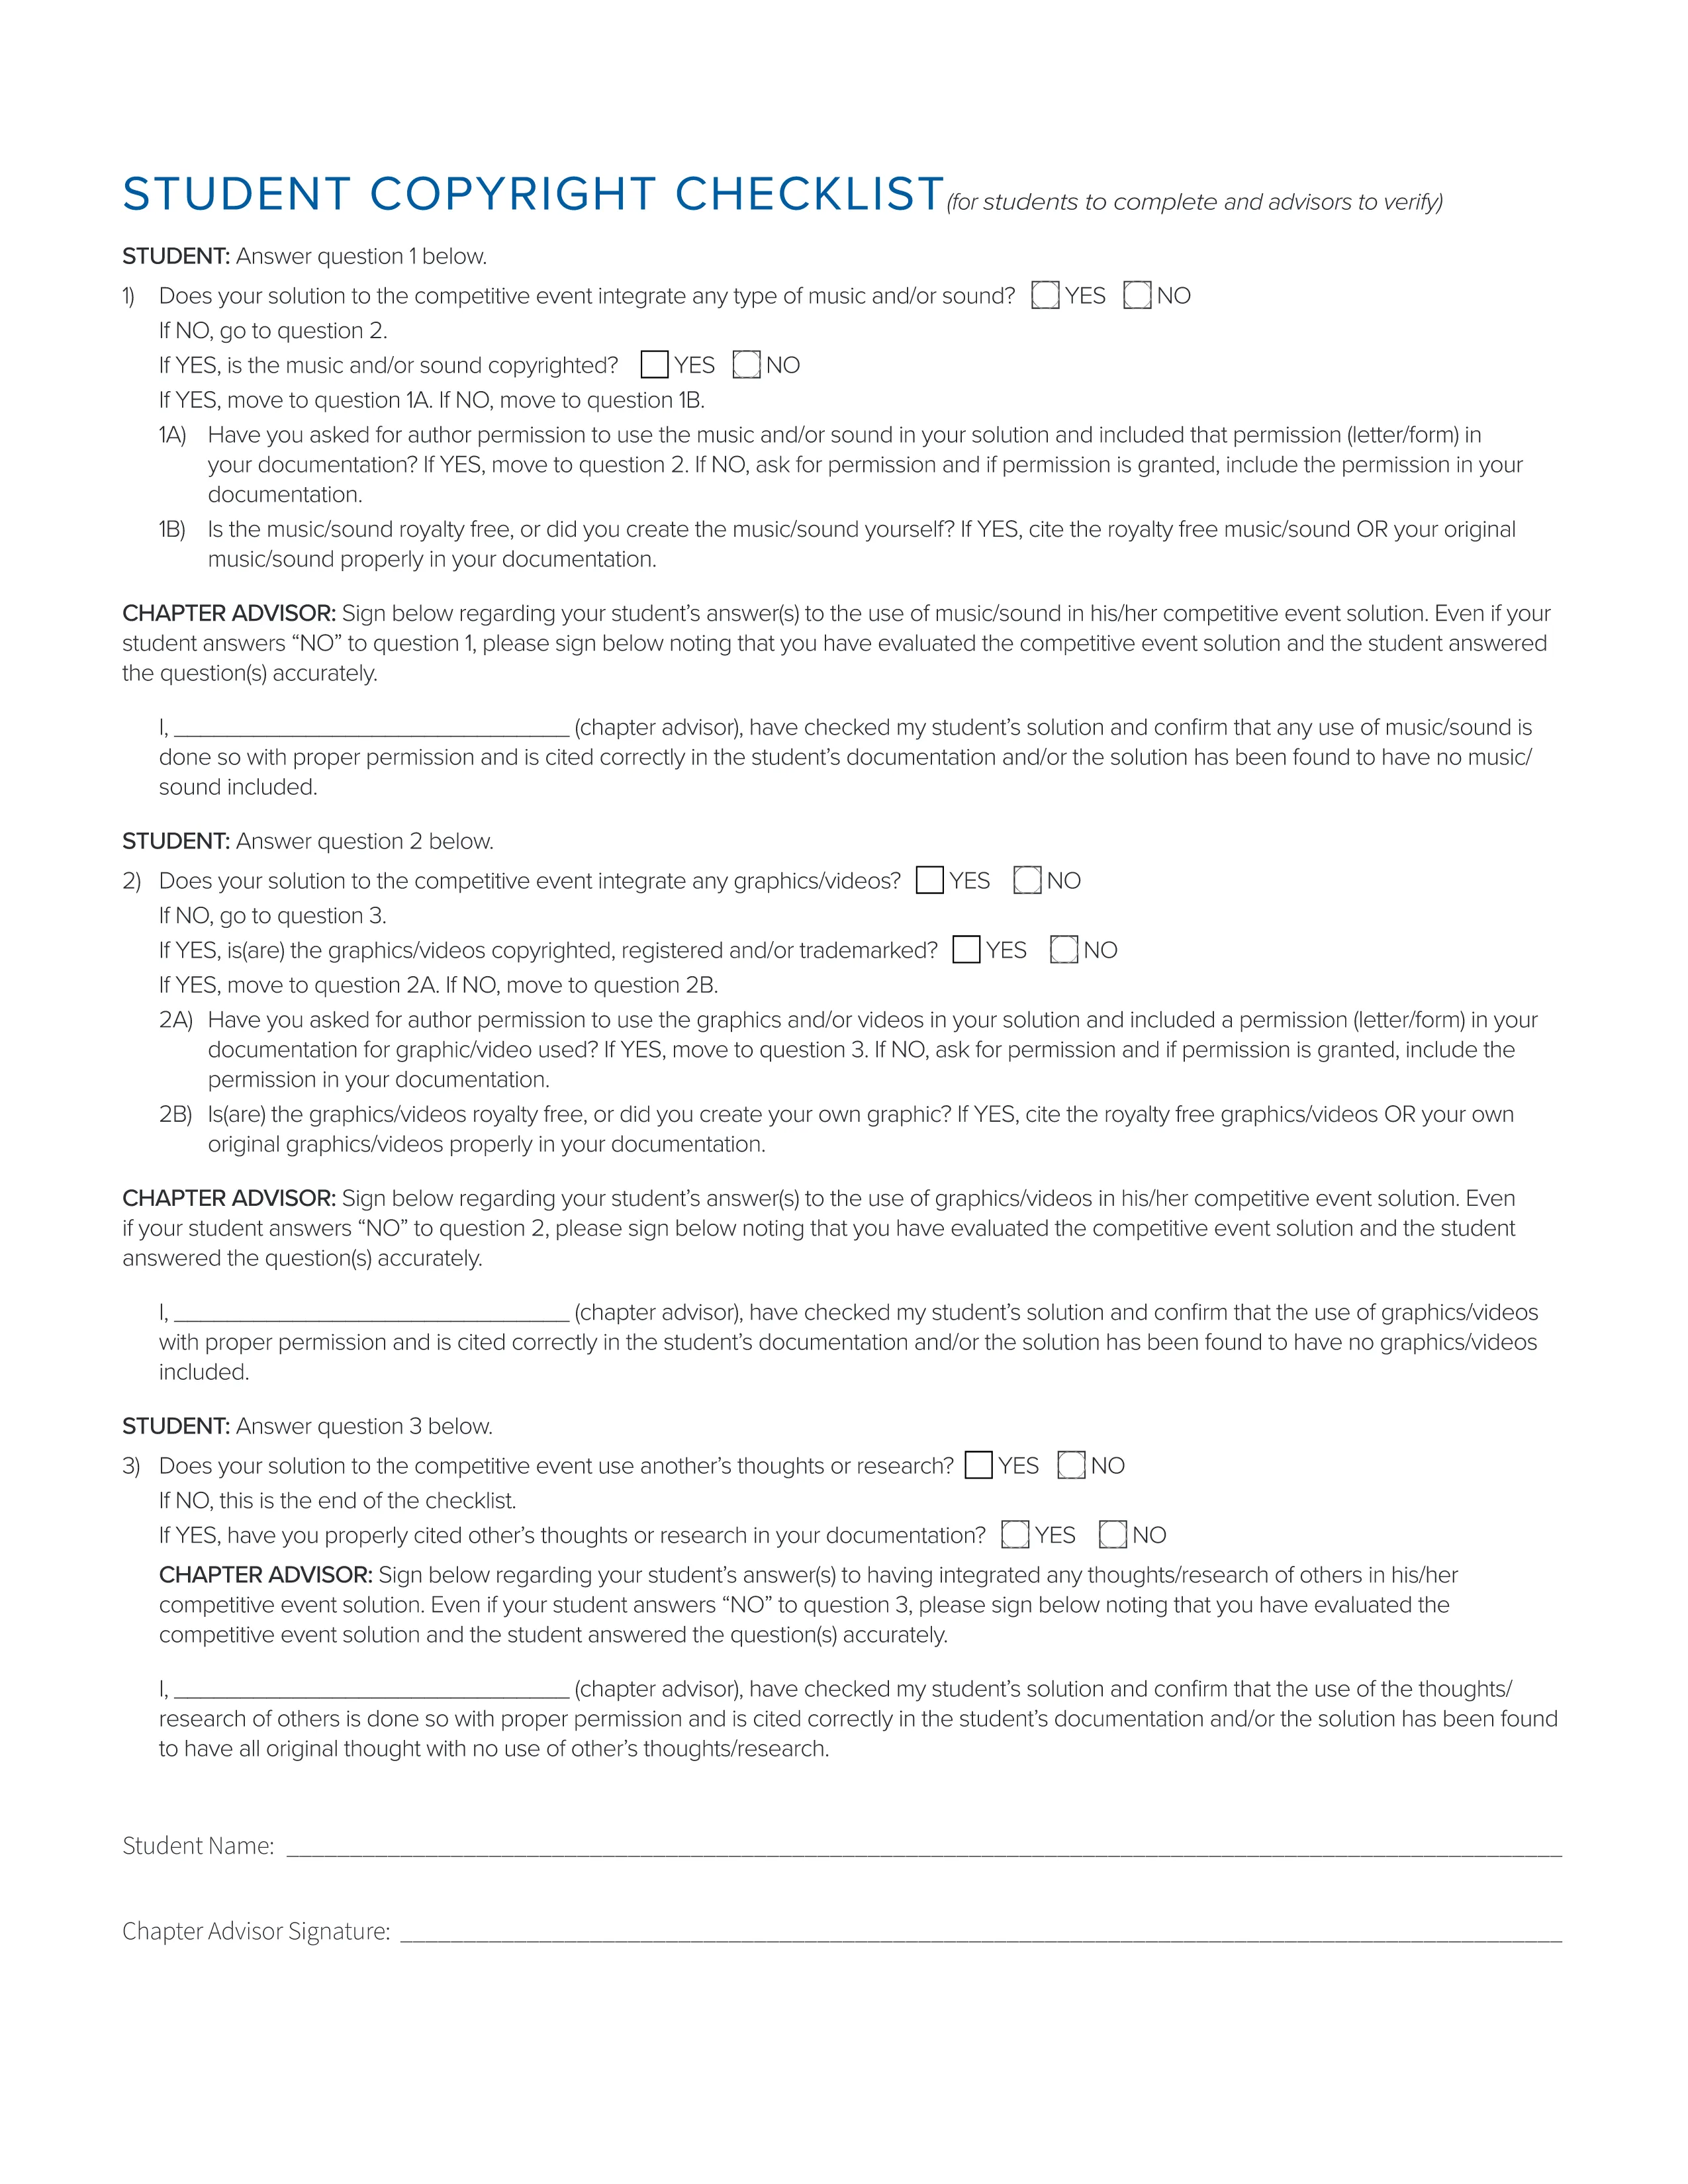 STUDENT COPYRIGHT CHECKLIST (for students to complete and advisors to verify)
STUDENT: Answer question 1 below.
1) Does your solution to the competitive event integrate any type of music and/or sound? YES NO
If NO, go to question 2.
If YES, is the music and/or sound copyrighted? YES NO
If YES, move to question 1A. If NO, move to question 1B.
1A) Have you asked for author permission to use the music and/or sound in your solution and included that permission (letter/form) in
your documentation? If YES, move to question 2. If NO, ask for permission and if permission is granted, include the permission in your
documentation.
1B) Is the music/sound royalty free, or did you create the music/sound yourself? If YES, cite the royalty free music/sound OR your original
music/sound properly in your documentation.
CHAPTER ADVISOR: Sign below regarding your student’s answer(s) to the use of music/sound in his/her competitive event solution. Even if your
student answers “NO” to question 1, please sign below noting that you have evaluated the competitive event solution and the student answered
the question(s) accurately.
I, ______________________________ (chapter advisor), have checked my student’s solution and confirm that any use of music/sound is
done so with proper permission and is cited correctly in the student’s documentation and/or the solution has been found to have no music/
sound included.
STUDENT: Answer question 2 below.
2) Does your solution to the competitive event integrate any graphics/videos? YES NO
If NO, go to question 3.
If YES, is(are) the graphics/videos copyrighted, registered and/or trademarked? YES NO
If YES, move to question 2A. If NO, move to question 2B.
2A) Have you asked for author permission to use the graphics and/or videos in your solution and included a permission (letter/form) in your
documentation for graphic/video used? If YES, move to question 3. If NO, ask for permission and if permission is granted, include the
permission in your documentation.
2B) Is(are) the graphics/videos royalty free, or did you create your own graphic? If YES, cite the royalty free graphics/videos OR your own
original graphics/videos properly in your documentation.
CHAPTER ADVISOR: Sign below regarding your student’s answer(s) to the use of graphics/videos in his/her competitive event solution. Even
if your student answers “NO” to question 2, please sign below noting that you have evaluated the competitive event solution and the student
answered the question(s) accurately.
I, ______________________________ (chapter advisor), have checked my student’s solution and confirm that the use of graphics/videos
with proper permission and is cited correctly in the student’s documentation and/or the solution has been found to have no graphics/videos
included.
STUDENT: Answer question 3 below.
3) Does your solution to the competitive event use another’s thoughts or research? YES NO
If NO, this is the end of the checklist.
If YES, have you properly cited other’s thoughts or research in your documentation? YES NO
CHAPTER ADVISOR: Sign below regarding your student’s answer(s) to having integrated any thoughts/research of others in his/her
competitive event solution. Even if your student answers “NO” to question 3, please sign below noting that you have evaluated the
competitive event solution and the student answered the question(s) accurately.
I, ______________________________ (chapter advisor), have checked my student’s solution and confirm that the use of the thoughts/
research of others is done so with proper permission and is cited correctly in the student’s documentation and/or the solution has been found
to have all original thought with no use of other’s thoughts/research.
Student Name: ______________________________
Chapter Advisor Signature: ______________________________